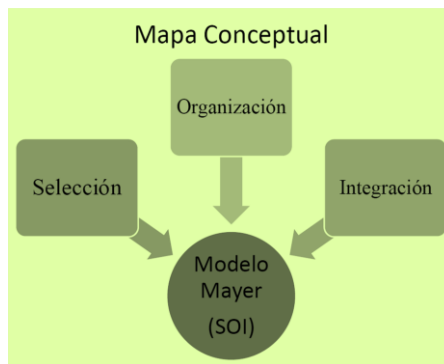 Mapa Conceptual
Organización
Selección
Integración
Modelo
Mayer
(SOI)